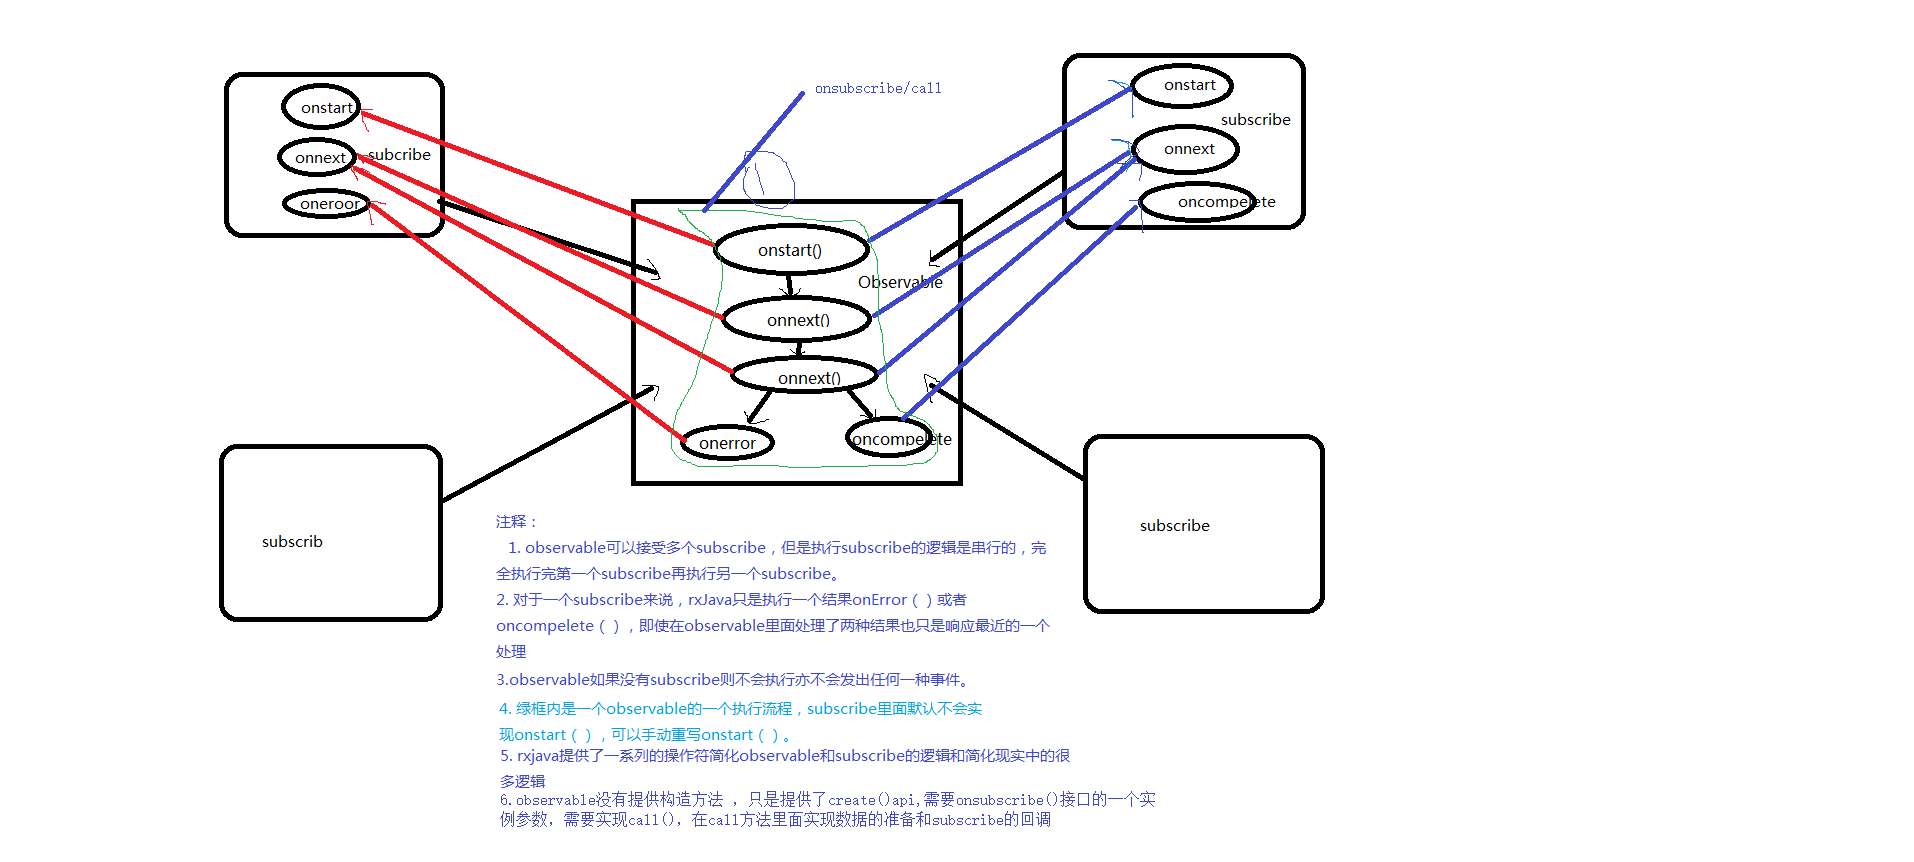 onsubscribe/call
onstart
onnext
subcribe
oneroor
onstart
subscribe
onnext
oncompelete
onstart()
Observable
onnext()
onnext()
onerror
oncompelete
subscrib
subscribe
注释：
1. observable可以接受多个subscribe，但是执行subscribe的逻辑是串行的，完
全执行完第一个subscribe再执行另一个subscribe。
2. 对于一个subscribe来说，rxJava只是执行一个结果onError（）或者
oncompelete（），即使在observable里面处理了两种结果也只是响应最近的一个
处理
3.observable如果没有subscribe则不会执行亦不会发出任何一种事件。
4. 绿框内是一个observable的一个执行流程，subscribe里面默认不会实
现onstart（），可以手动重写onstart（）。
5. rxjava提供了一系列的操作符简化observable和subscribe的逻辑和简化现实中的很
多逻辑
6.observable没有提供构造方法 ，只是提供了create()api,需要onsubscribe()接口的一个实
例参数，需要实现call()，在call方法里面实现数据的准备和subscribe的回调